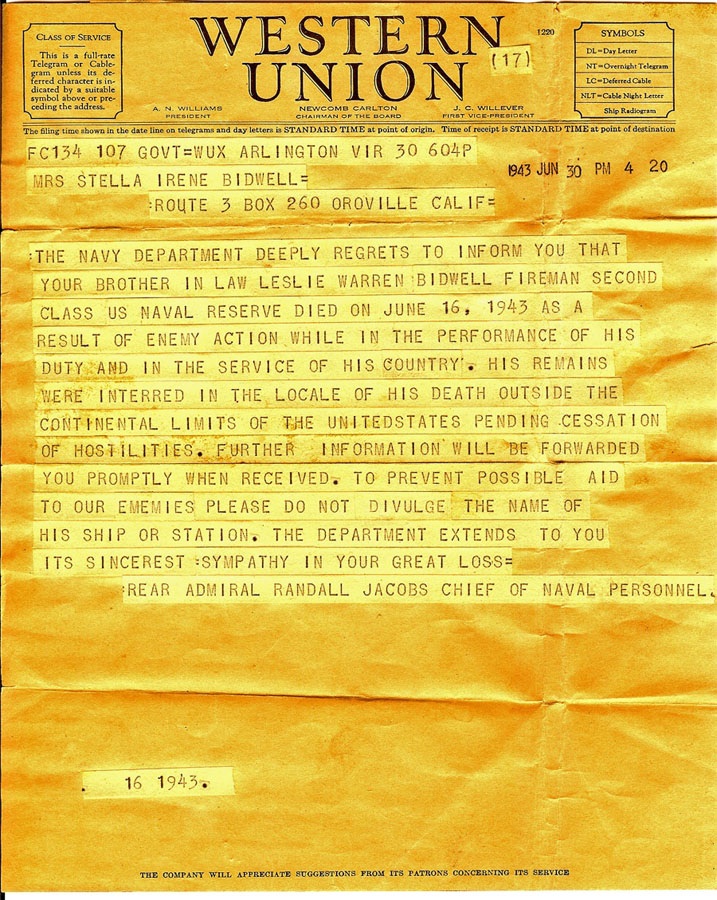 CLASS OF SERVICE
This is a full-rate
Telegram or Cable-
gram unless its de-
ferred character is in-
dicated by a suitable
symbol above or pre-
ceding the address.
WESTERN
UNION
1220
(17)
SYMBOLS
DL=Day Letter
NT=Overnight Telegram
LC=Deferred Cable
NLT=Cable Night Letter
Ship Radiogram
A. N. WILLIAMS
PRESIDENT
NEWCOMB CARLTON
CHAIRMAN OF THE BOARD
J. C. WILLEVER
FIRST VICE-PRESIDENT
The filing time shown in the date line on telegrams and day letters is STANDARD TIME at point of origin. Time of receipt is STANDARD TIME at point of destination
FC134 107 GOVT=WUX ARLINGTON VIR 30 604P
1943 JUN 30 PM 4 20
MRS STELLA IRENE BIDWELL=
:ROUTE 3 BOX 260 OROVILLE CALIF=
:THE NAVY DEPARTMENT DEEPLY REGRETS TO INFORM YOU THAT
YOUR BROTHER IN LAW LESLIE WARREN BIDWELL FIREMAN SECOND
CLASS US NAVAL RESERVE DIED ON JUNE 16, 1943 AS A
RESULT OF ENEMY ACTION WHILE IN THE PERFORMANCE OF HIS
DUTY AND IN THE SERVICE OF HIS COUNTRY. HIS REMAINS
WERE INTERRED IN THE LOCALE OF HIS DEATH OUTSIDE THE
CONTINENTAL LIMITS OF THE UNITEDSTATES PENDING CESSATION
OF HOSTILITIES. FURTHER INFORMATION WILL BE FORWARDED
YOU PROMPTLY WHEN RECEIVED. TO PREVENT POSSIBLE AID
TO OUR EMEMIES PLEASE DO NOT DIVULGE THE NAME OF
HIS SHIP OR STATION. THE DEPARTMENT EXTENDS TO YOU
ITS SINCEREST :SYMPATHY IN YOUR GREAT LOSS=
:REAR ADMIRAL RANDALL JACOBS CHIEF OF NAVAL PERSONNEL.
. 16 1943.
THE COMPANY WILL APPRECIATE SUGGESTIONS FROM ITS PATRONS CONCERNING ITS SERVICE